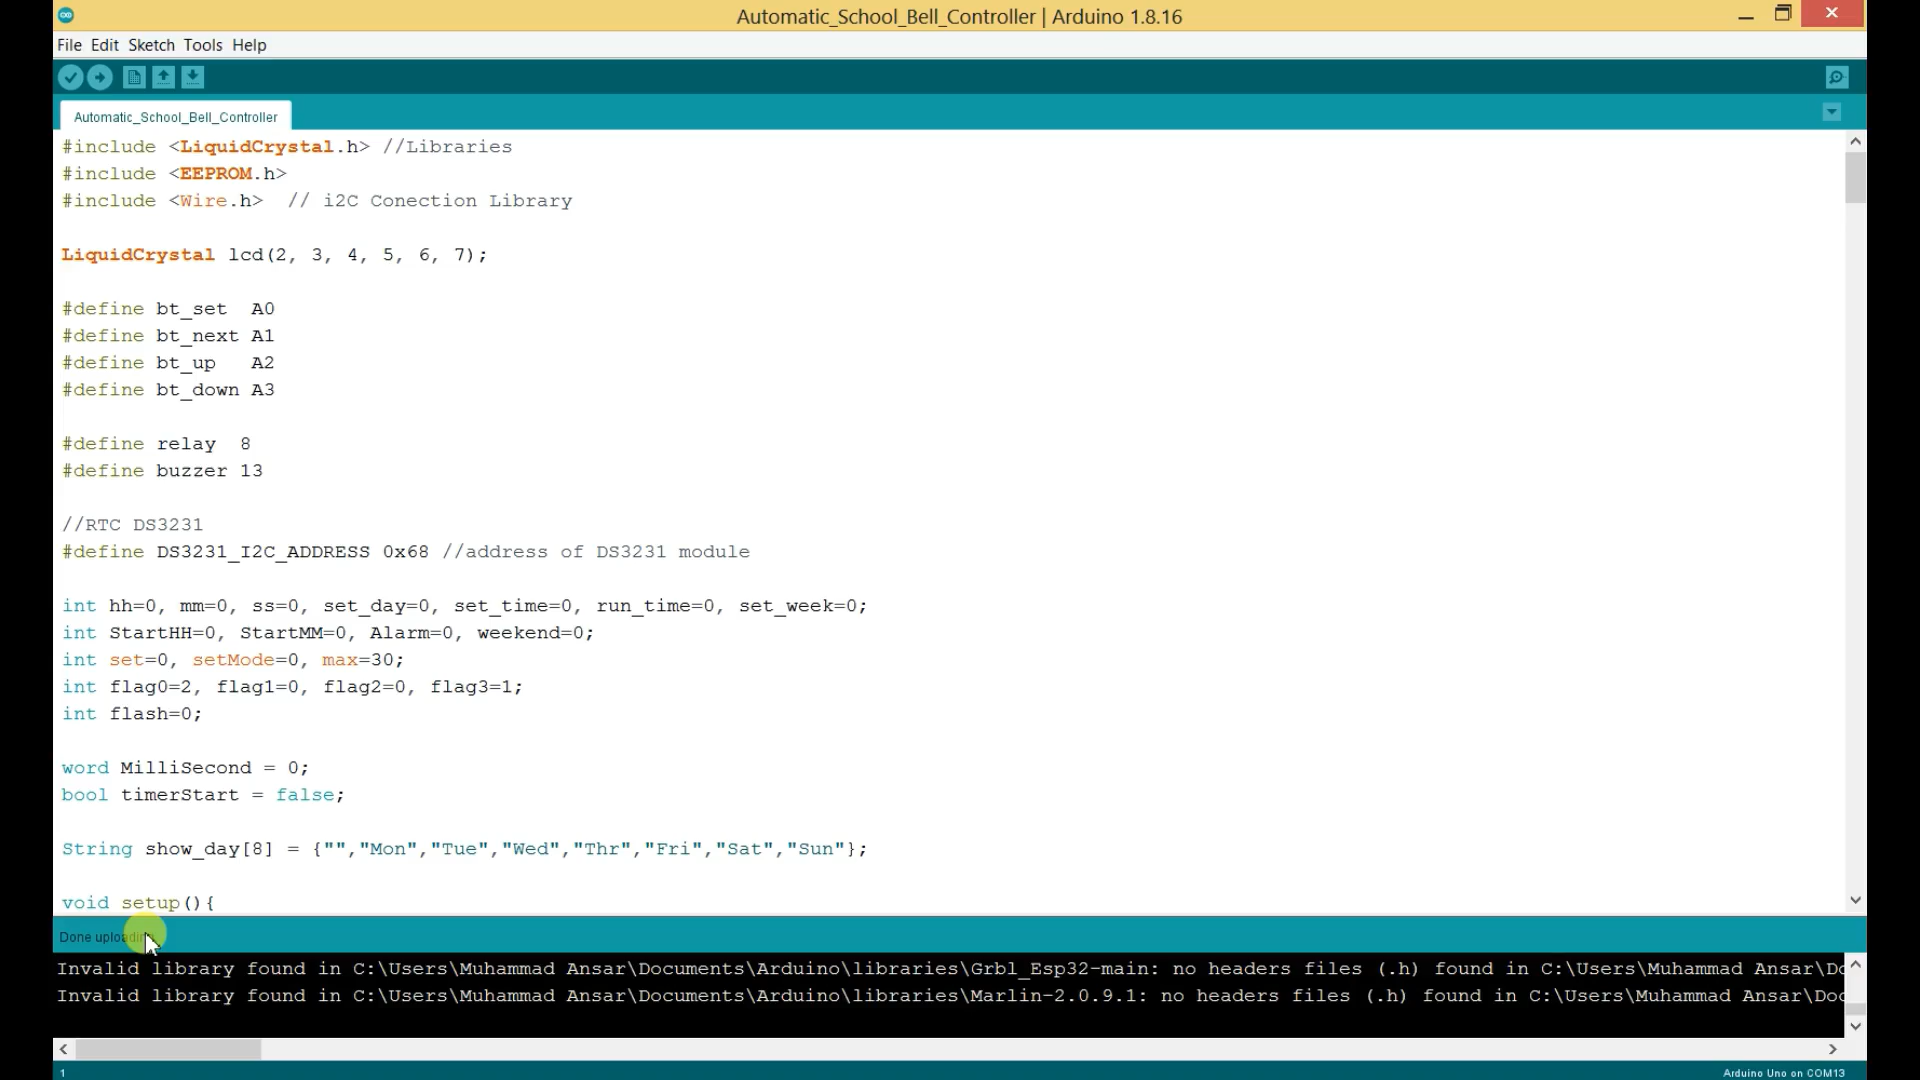 Automatic_School_Bell_Controller | Arduino 1.8.16
File Edit Sketch Tools Help
Automatic_School_Bell_Controller
#include <LiquidCrystal.h> //Libraries
#include <EEPROM.h>
#include <Wire.h>  // i2C Conection Library
LiquidCrystal lcd(2, 3, 4, 5, 6, 7);
#define bt_set  A0
#define bt_next A1
#define bt_up   A2
#define bt_down A3
#define relay  8
#define buzzer 13
//RTC DS3231
#define DS3231_I2C_ADDRESS 0x68 //address of DS3231 module
int hh=0, mm=0, ss=0, set_day=0, set_time=0, run_time=0, set_week=0;
int StartHH=0, StartMM=0, Alarm=0, weekend=0;
int set=0, setMode=0, max=30;
int flag0=2, flag1=0, flag2=0, flag3=1;
int flash=0;
word MilliSecond = 0;
bool timerStart = false;
String show_day[8] = {"","Mon","Tue","Wed","Thr","Fri","Sat","Sun"};
void setup(){
Done uploading.
Invalid library found in C:\Users\Muhammad Ansar\Documents\Arduino\libraries\Grbl_Esp32-main: no headers files (.h) found in C:\Users\Muhammad Ansar\Do
Invalid library found in C:\Users\Muhammad Ansar\Documents\Arduino\libraries\Marlin-2.0.9.1: no headers files (.h) found in C:\Users\Muhammad Ansar\Doc
1
Arduino Uno on COM13